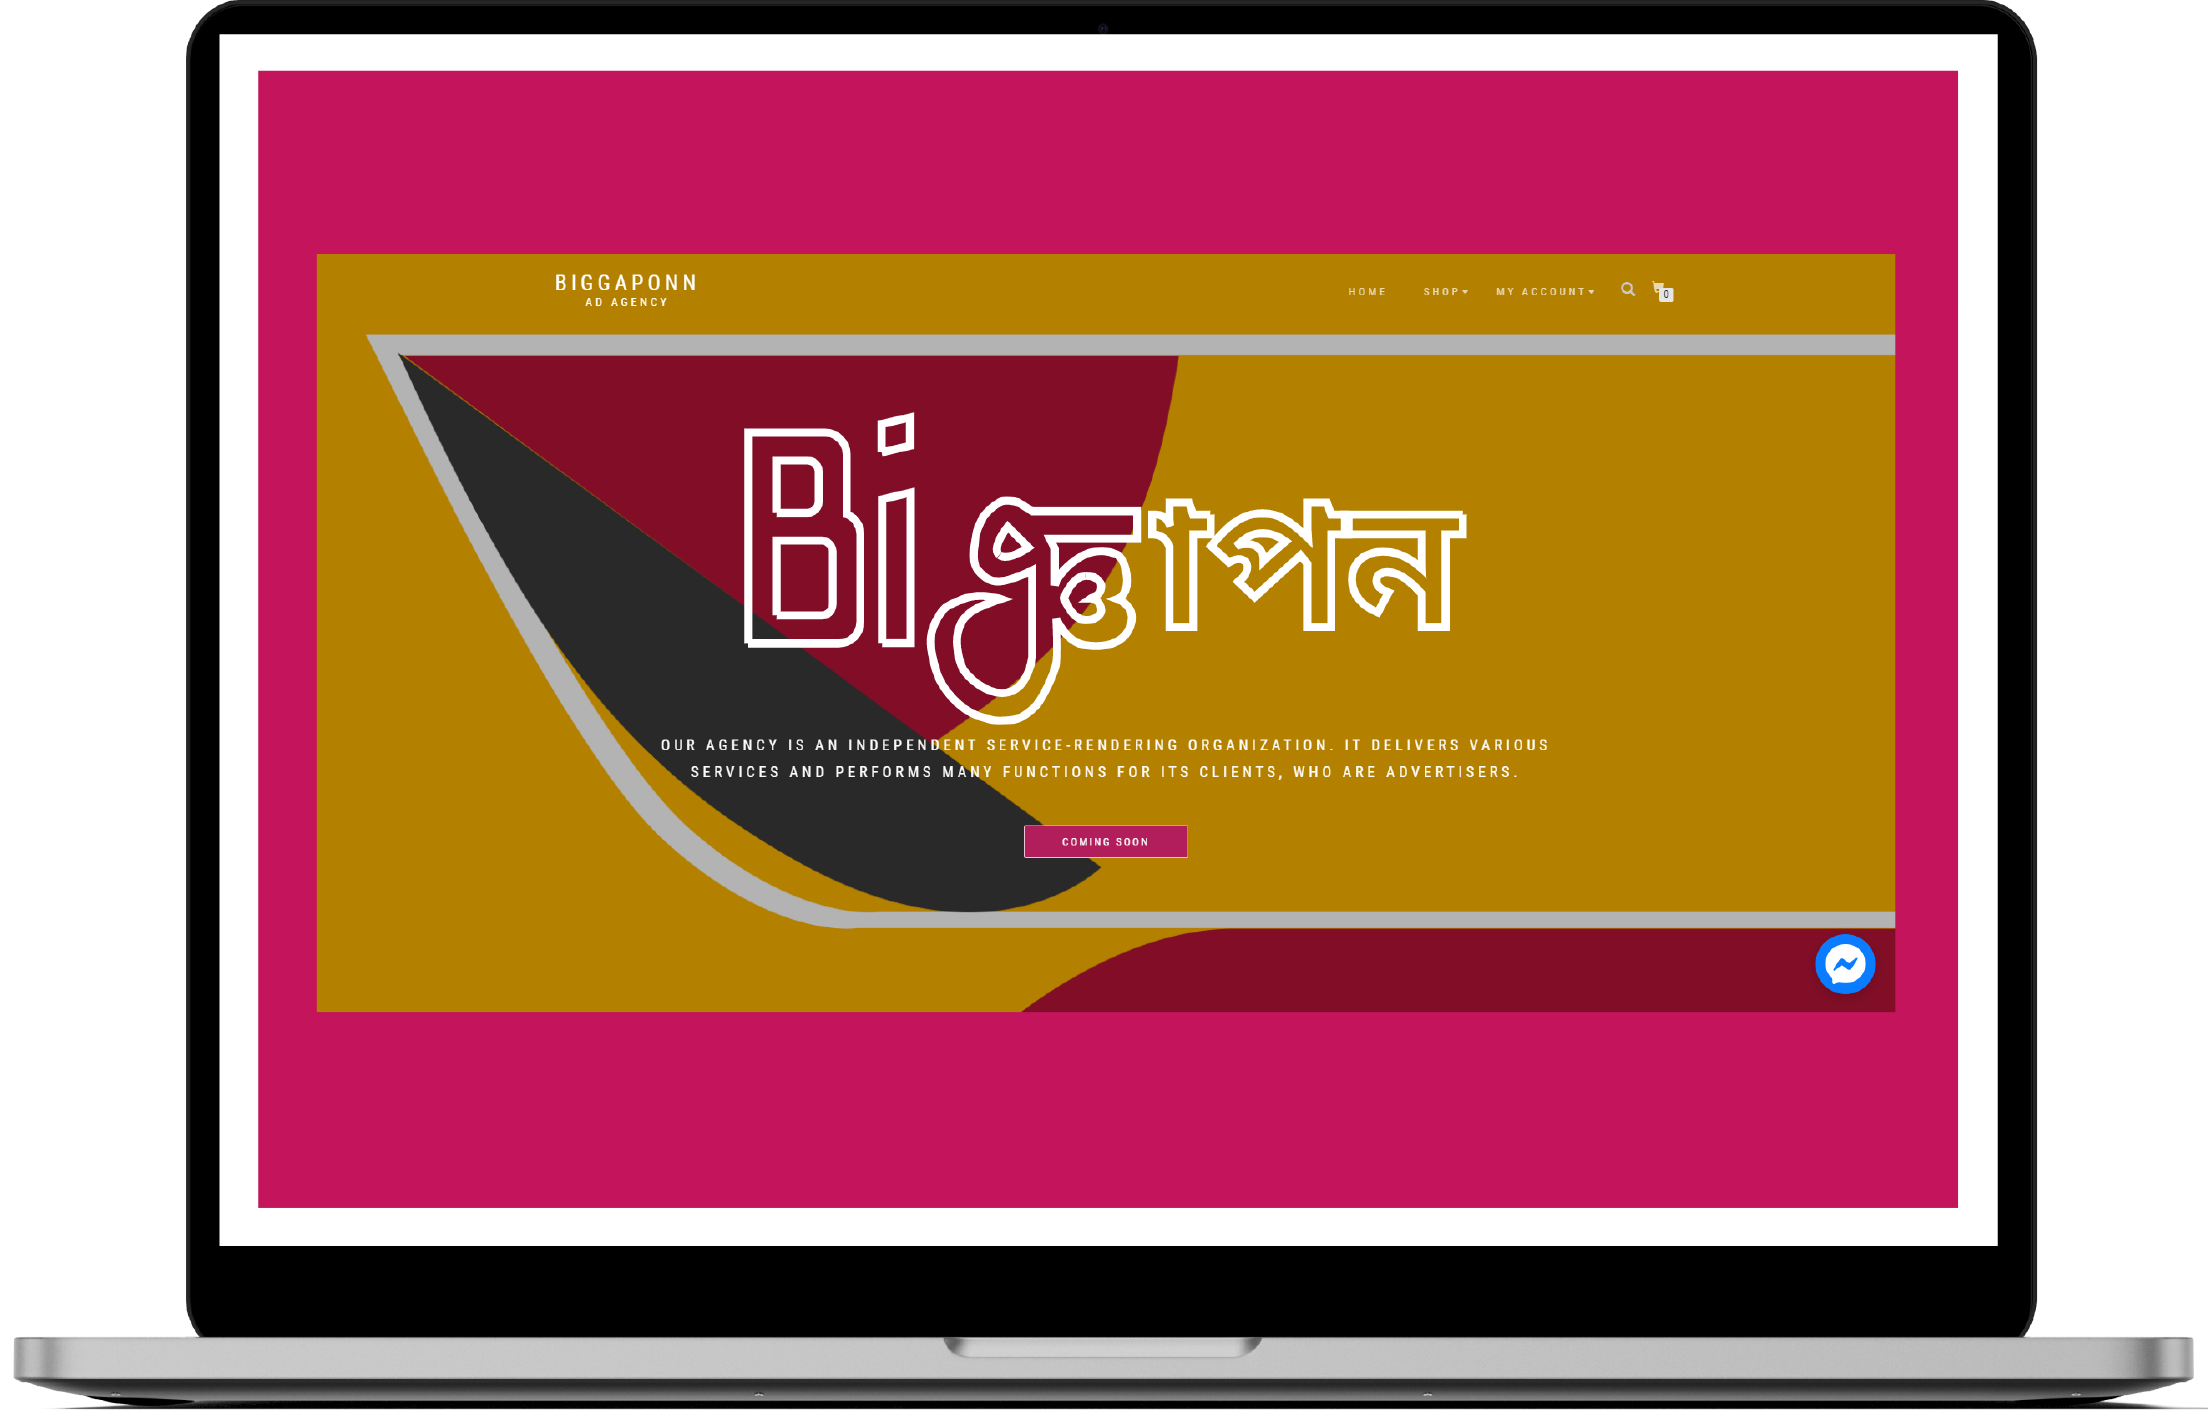 BIGGAPONN
AD AGENCY
HOME SHOP MY ACCOUNT 0
Biজ্ঞাপন
OUR AGENCY IS AN INDEPENDENT SERVICE-RENDERING ORGANIZATION. IT DELIVERS VARIOUS
SERVICES AND PERFORMS MANY FUNCTIONS FOR ITS CLIENTS, WHO ARE ADVERTISERS.
COMING SOON